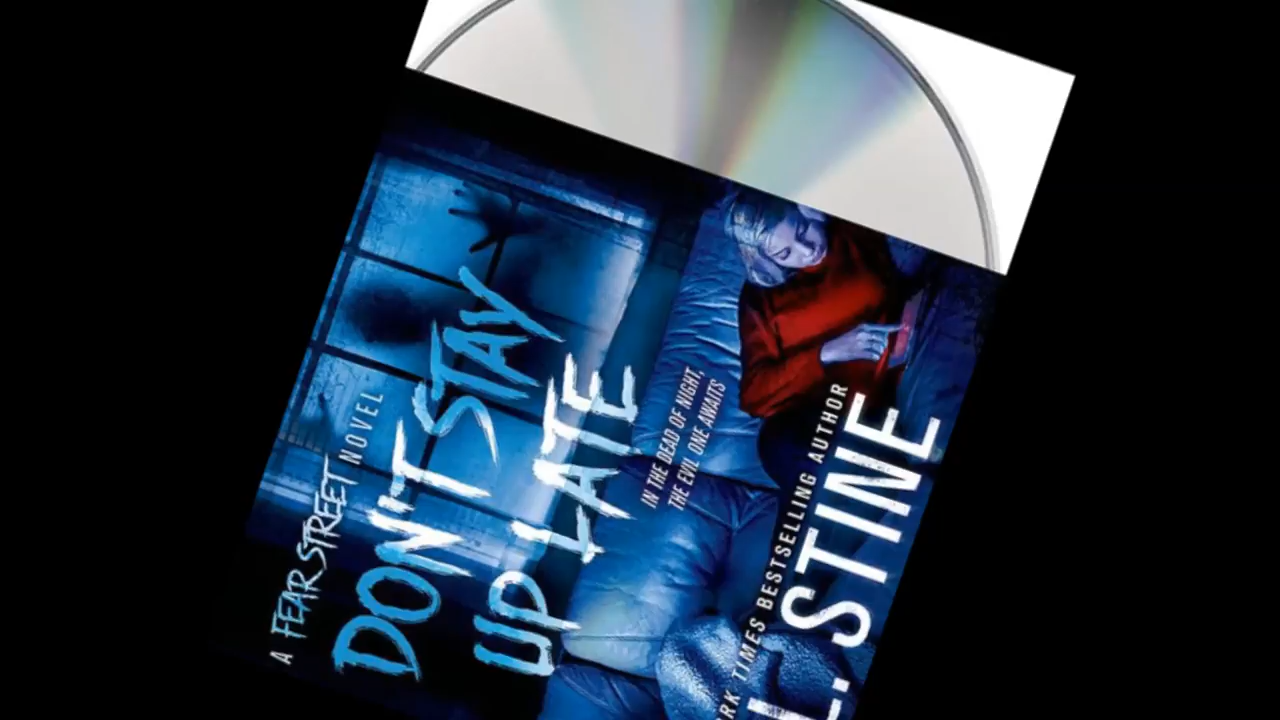 A FEAR STREET NOVEL
DON'T STAY
UP LATE
IN THE DEAD OF NIGHT,
THE EVIL ONE AWAITS
RK TIMES BESTSELLING AUTHOR
L. STINE